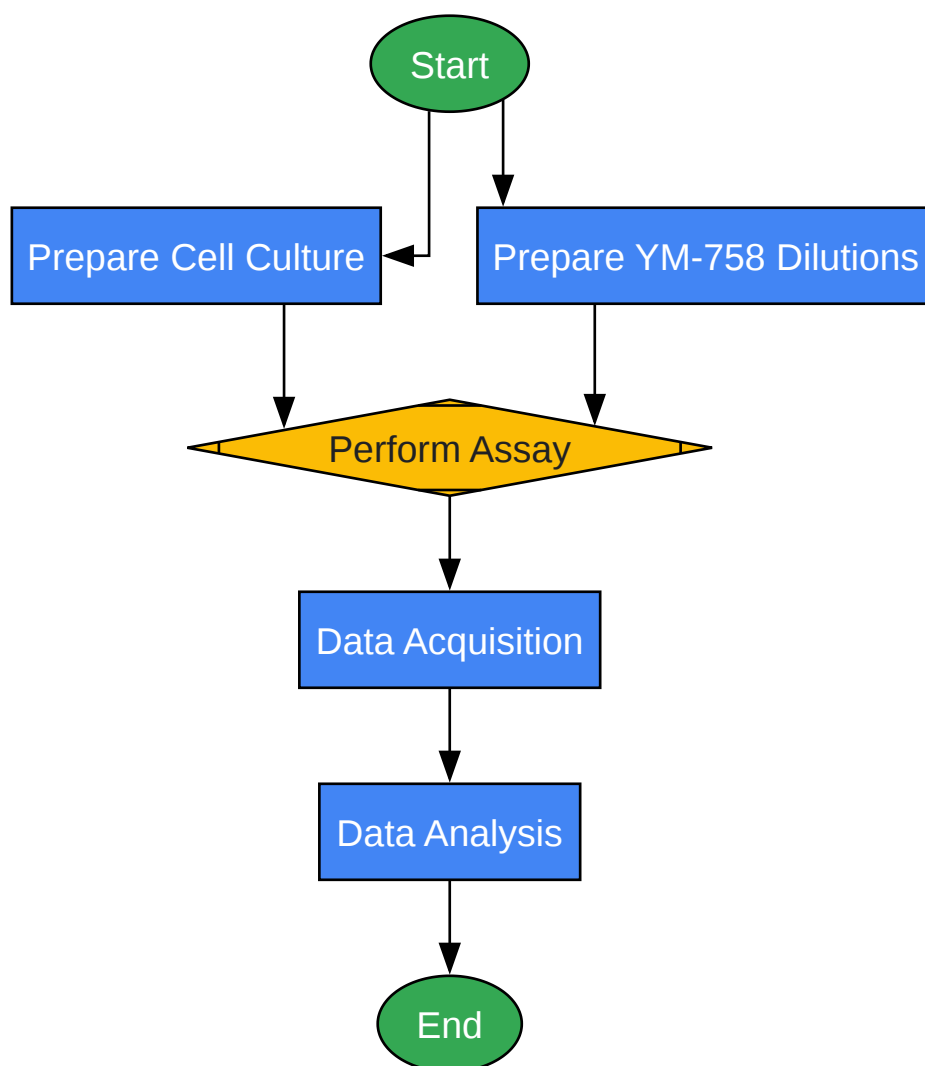 Start
Prepare Cell Culture
Prepare YM-758 Dilutions
Perform Assay
Data Acquisition
Data Analysis
End